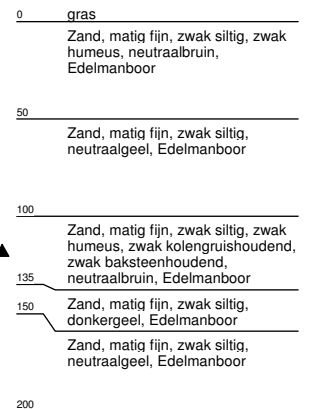 0 gras
Zand, matig fijn, zwak siltig, zwak
humeus, neutraalbruin,
Edelmanboor
50
Zand, matig fijn, zwak siltig,
neutraalgeel, Edelmanboor
100
Zand, matig fijn, zwak siltig, zwak
humeus, zwak kolengruishoudend,
zwak baksteenhoudend,
neutraalbruin, Edelmanboor
135
Zand, matig fijn, zwak siltig,
donkergeel, Edelmanboor
150
Zand, matig fijn, zwak siltig,
neutraalgeel, Edelmanboor
200